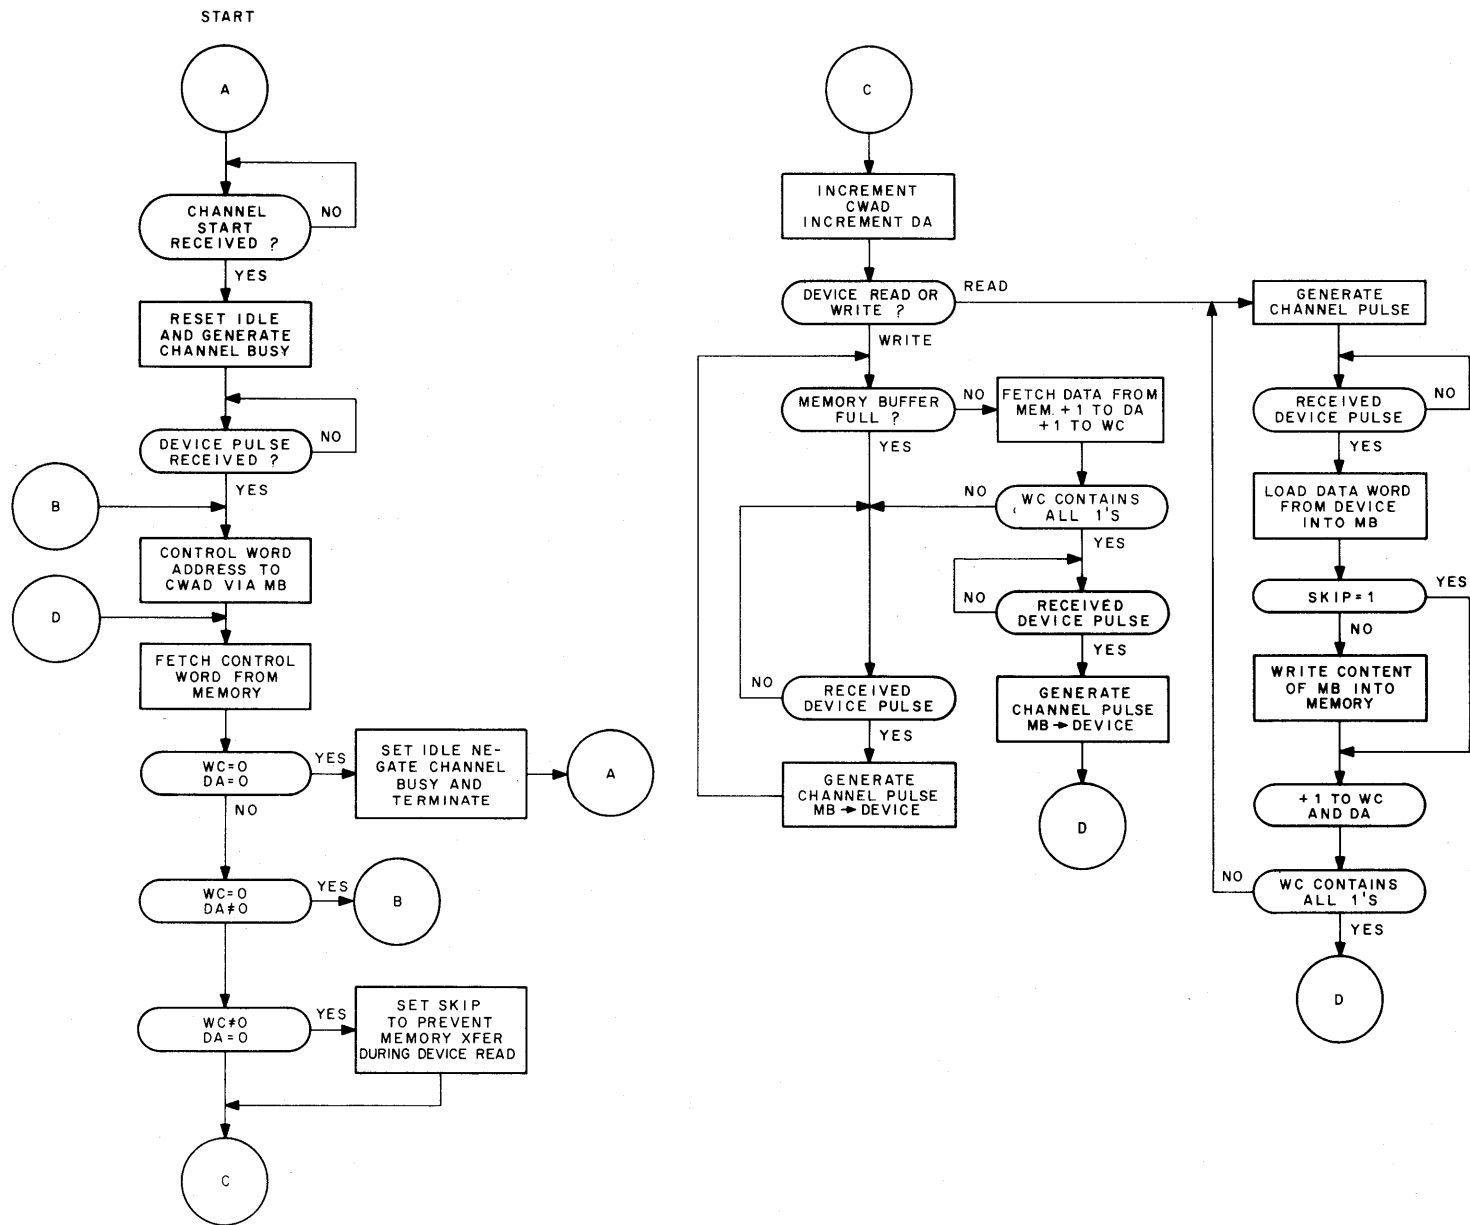 START
A
CHANNEL
START
RECEIVED ?
NO
YES
RESET IDLE
AND GENERATE
CHANNEL BUSY
DEVICE PULSE
RECEIVED ?
NO
YES
B
CONTROL WORD
ADDRESS TO
CWAD VIA MB
D
FETCH CONTROL
WORD FROM
MEMORY
WC=0
DA=0
YES
SET IDLE NE-
GATE CHANNEL
BUSY AND
TERMINATE
A
NO
WC=0
DA≠0
YES
B
WC≠0
DA=0
YES
SET SKIP
TO PREVENT
MEMORY XFER
DURING DEVICE READ
C
C
INCREMENT
CWAD
INCREMENT DA
DEVICE READ OR
WRITE ?
READ
WRITE
MEMORY BUFFER
FULL ?
NO
YES
FETCH DATA FROM
MEM. +1 TO DA
+1 TO WC
NO
WC CONTAINS
ALL 1'S
YES
NO
RECEIVED
DEVICE PULSE
YES
GENERATE
CHANNEL PULSE
MB→DEVICE
D
NO
RECEIVED
DEVICE PULSE
YES
GENERATE
CHANNEL PULSE
MB→DEVICE
GENERATE
CHANNEL PULSE
RECEIVED
DEVICE PULSE
NO
YES
LOAD DATA WORD
FROM DEVICE
INTO MB
SKIP=1
YES
NO
WRITE CONTENT
OF MB INTO
MEMORY
+1 TO WC
AND DA
NO
WC CONTAINS
ALL 1'S
YES
D